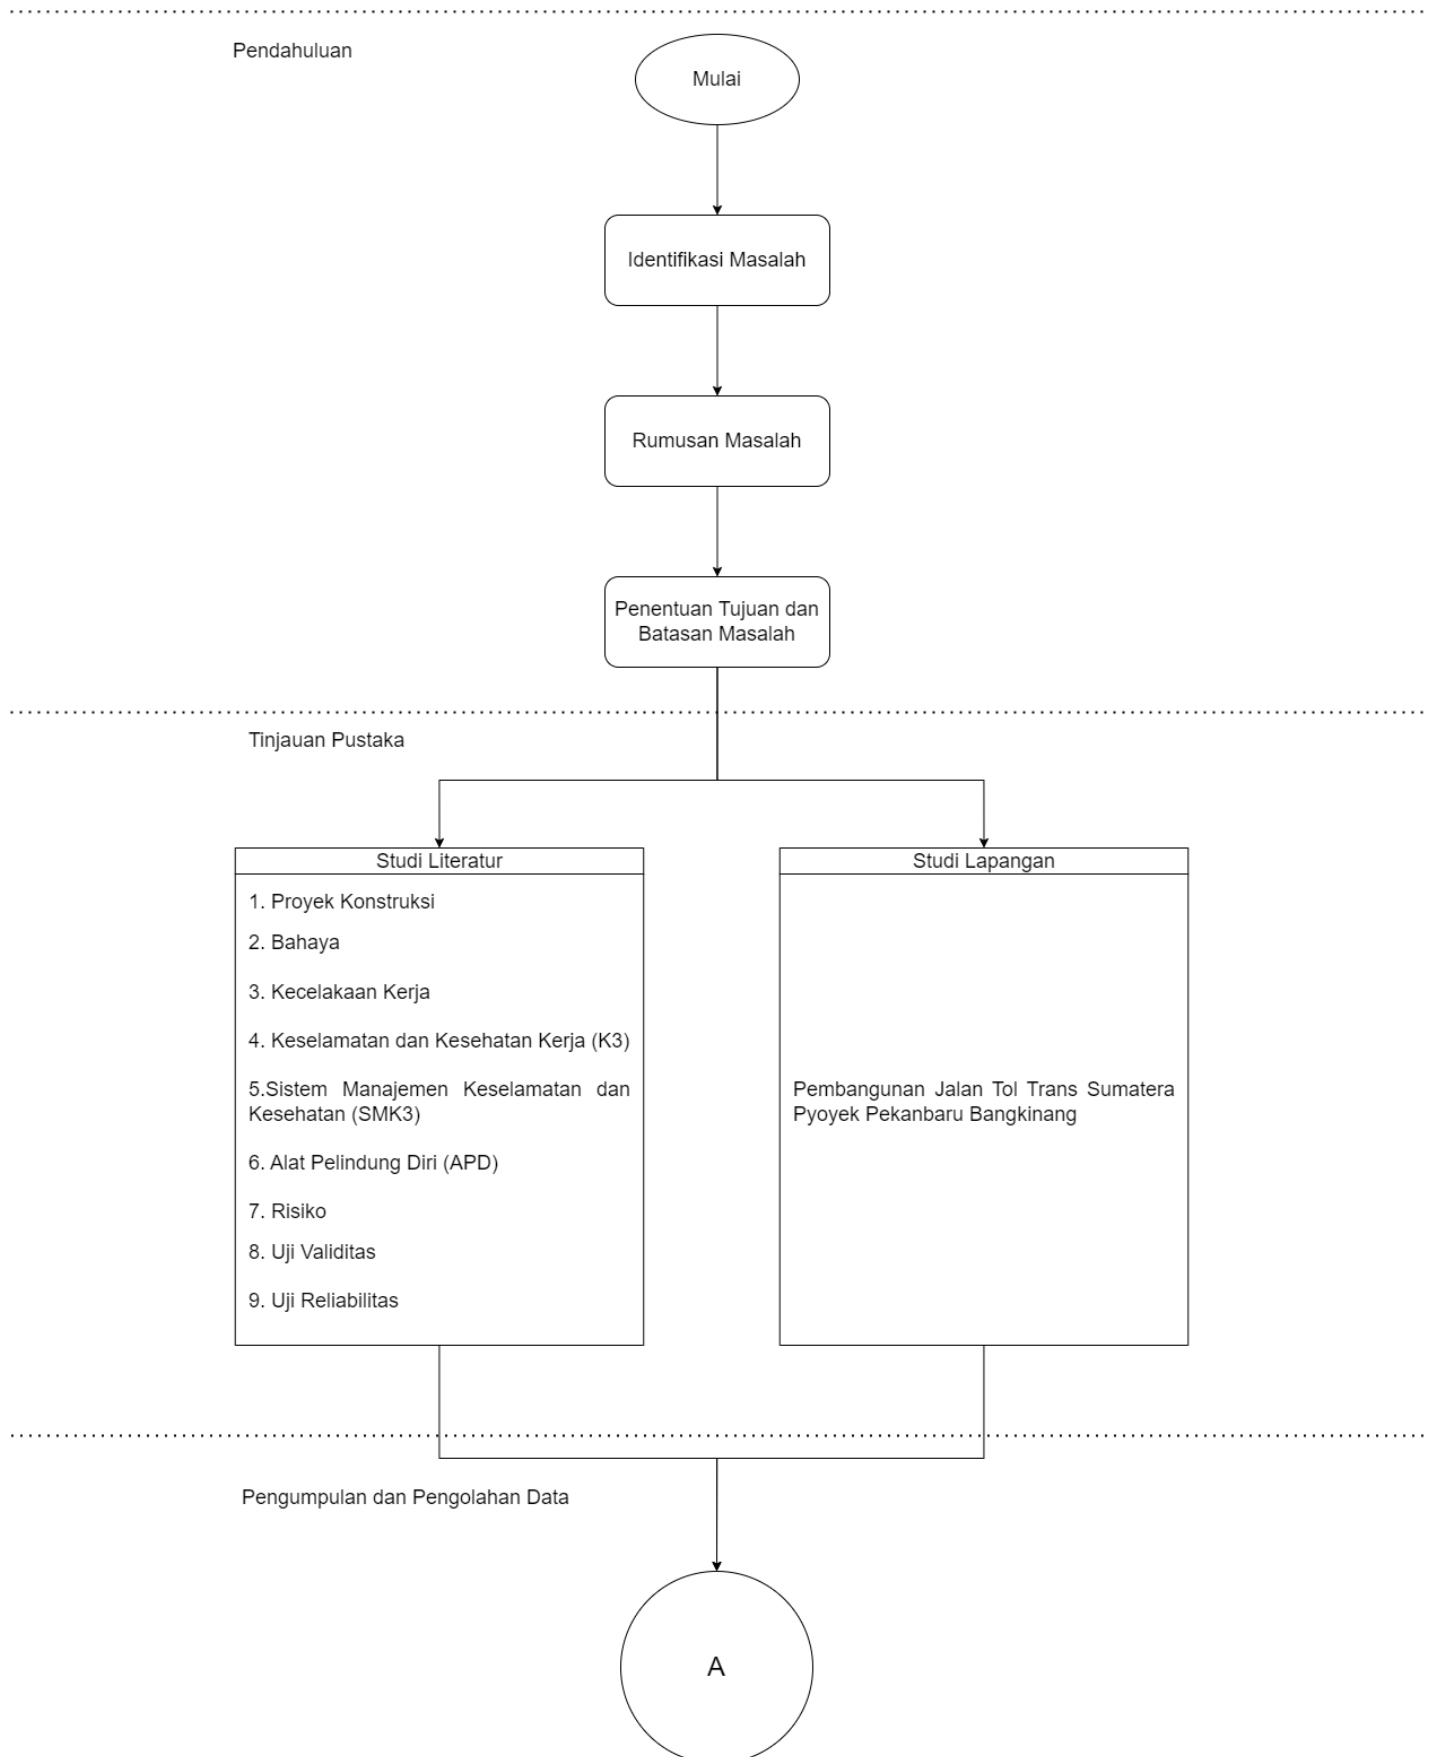 Pendahuluan
Mulai
Identifikasi Masalah
Rumusan Masalah
Penentuan Tujuan dan
Batasan Masalah
Tinjauan Pustaka
Studi Literatur
1. Proyek Konstruksi
2. Bahaya
3. Kecelakaan Kerja
4. Keselamatan dan Kesehatan Kerja (K3)
5.Sistem Manajemen Keselamatan dan
Kesehatan (SMK3)
6. Alat Pelindung Diri (APD)
7. Risiko
8. Uji Validitas
9. Uji Reliabilitas
Studi Lapangan
Pembangunan Jalan Tol Trans Sumatera
Pyoyek Pekanbaru Bangkinang
Pengumpulan dan Pengolahan Data
A